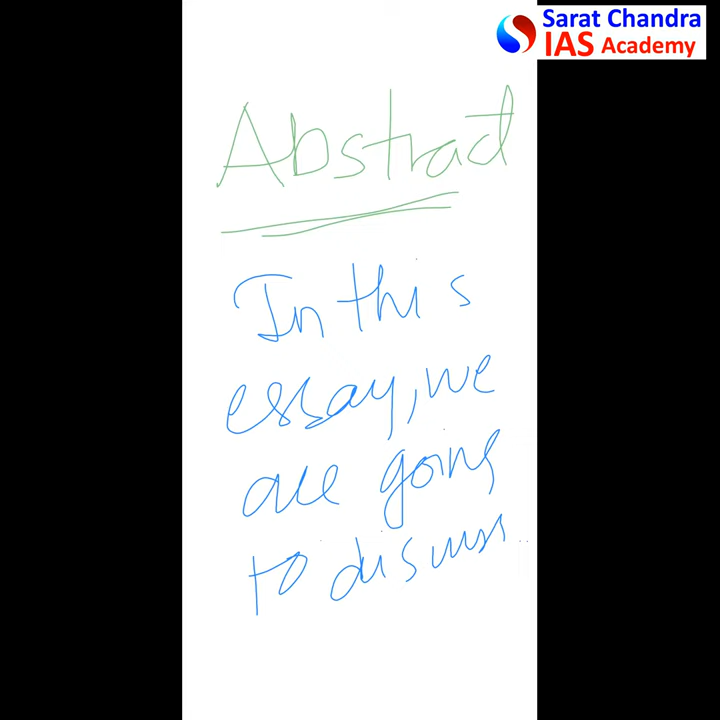 Sarat Chandra
IAS Academy
Abstract
In this
essay, we
are going
to discuss...